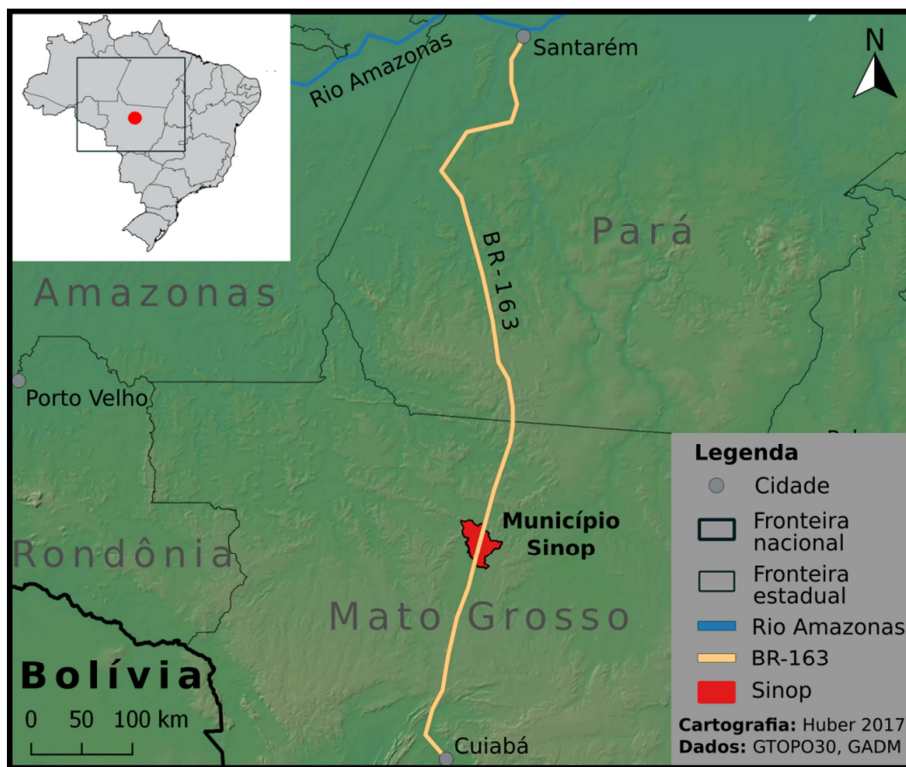 Santarém
Rio Amazonas
N
BR-163
Pará
Amazonas
Porto Velho
Município
Sinop
Rondônia
Mato Grosso
Bolívia
0 50 100 km
Cuiabá
Legenda
Cidade
Fronteira
nacional
Fronteira
estadual
Rio Amazonas
BR-163
Sinop
Cartografia: Huber 2017
Dados: GTOPO30, GADM